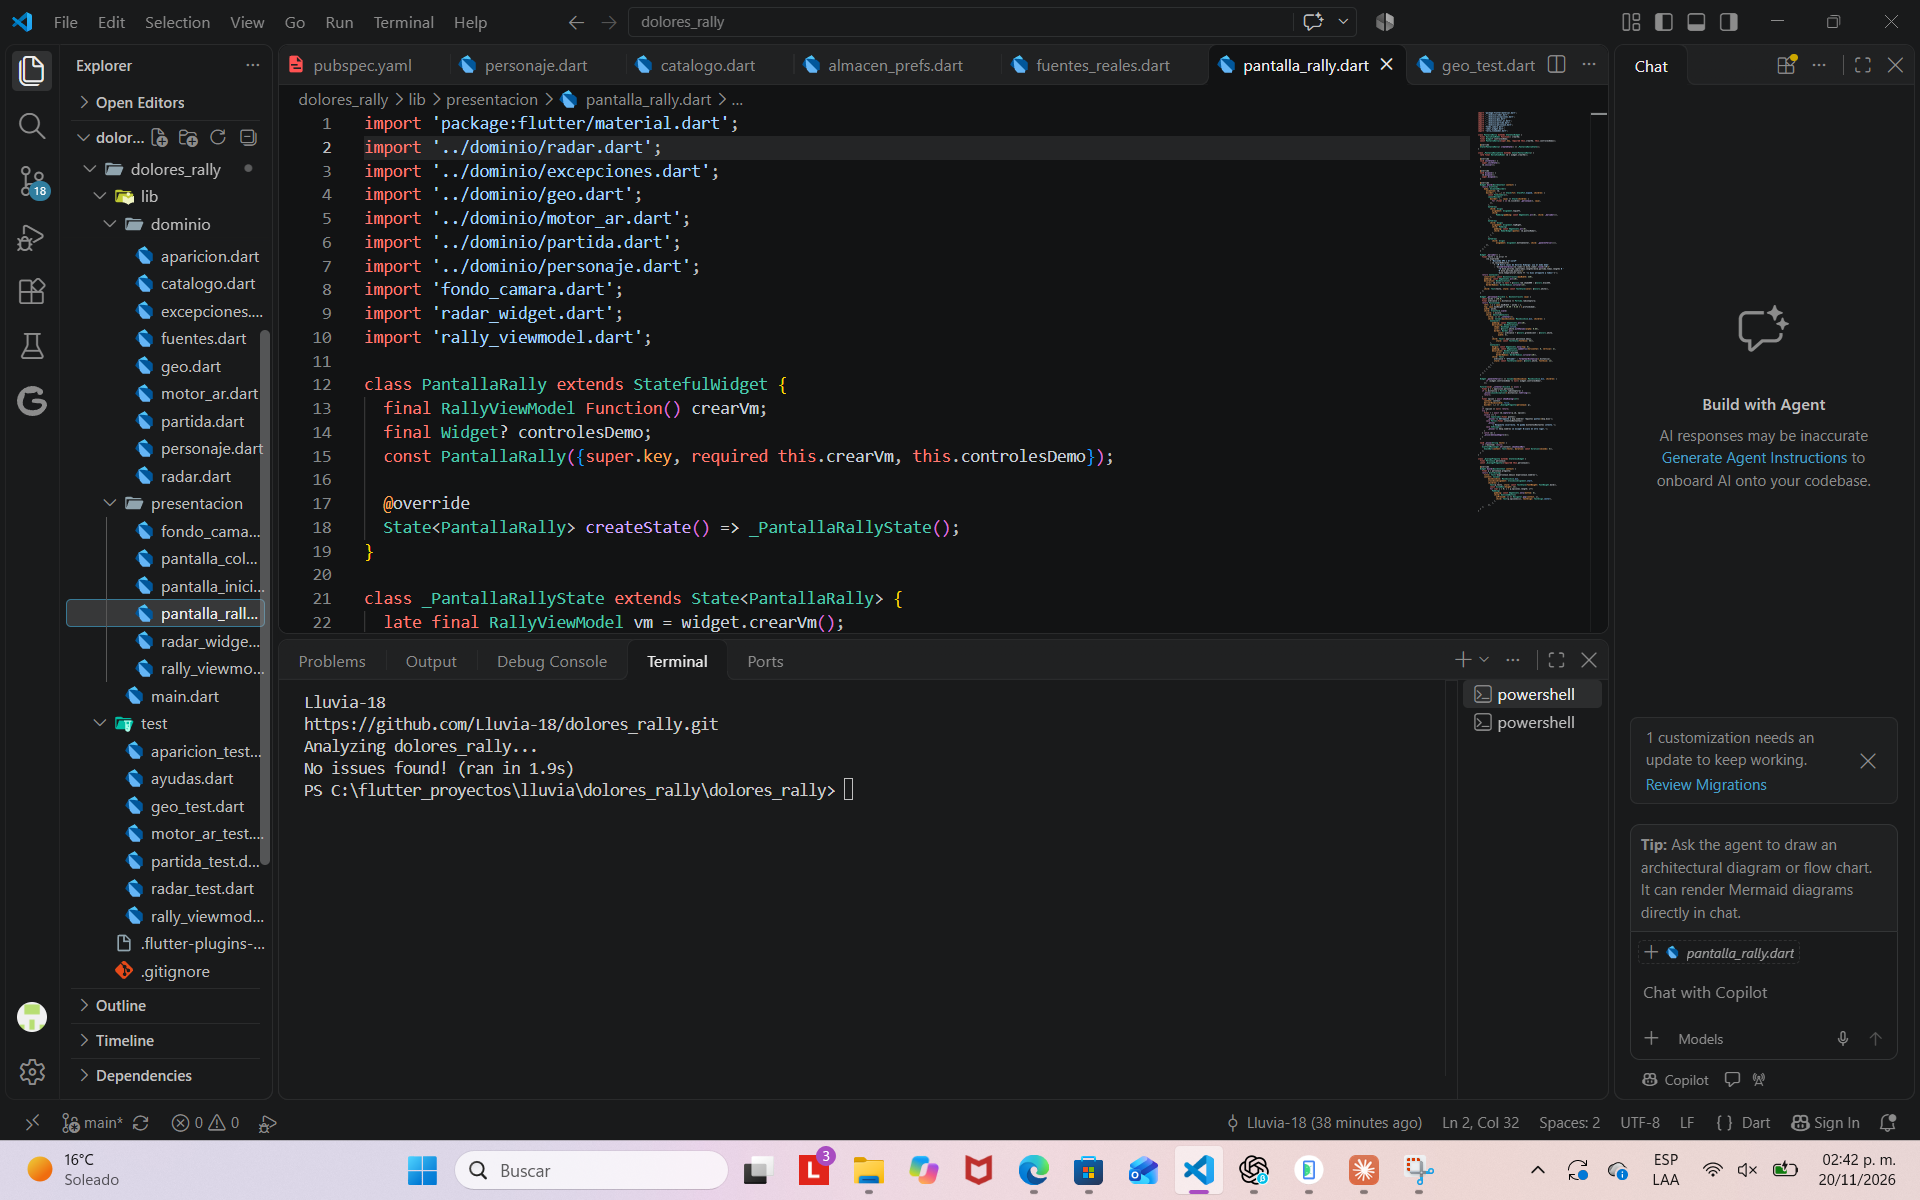 File Edit Selection View Go Run Terminal Help
dolores_rally
Explorer
Open Editors
dolor...
dolores_rally
lib
dominio
aparicion.dart
catalogo.dart
excepciones....
fuentes.dart
geo.dart
motor_ar.dart
partida.dart
personaje.dart
radar.dart
presentacion
fondo_cama...
pantalla_col...
pantalla_inici...
pantalla_rall...
radar_widge...
rally_viewmo...
main.dart
test
aparicion_test...
ayudas.dart
geo_test.dart
motor_ar_test....
partida_test.d...
radar_test.dart
rally_viewmod...
.flutter-plugins-...
.gitignore
Outline
Timeline
Dependencies
18
pubspec.yaml personaje.dart catalogo.dart almacen_prefs.dart fuentes_reales.dart pantalla_rally.dart geo_test.dart
dolores_rally > lib > presentacion > pantalla_rally.dart > ...
1 import 'package:flutter/material.dart';
2 import '../dominio/radar.dart';
3 import '../dominio/excepciones.dart';
4 import '../dominio/geo.dart';
5 import '../dominio/motor_ar.dart';
6 import '../dominio/partida.dart';
7 import '../dominio/personaje.dart';
8 import 'fondo_camara.dart';
9 import 'radar_widget.dart';
10 import 'rally_viewmodel.dart';
11
12 class PantallaRally extends StatefulWidget {
13 final RallyViewModel Function() crearVm;
14 final Widget? controlesDemo;
15 const PantallaRally({super.key, required this.crearVm, this.controlesDemo});
16
17 @override
18 State<PantallaRally> createState() => _PantallaRallyState();
19 }
20
21 class _PantallaRallyState extends State<PantallaRally> {
22 late final RallyViewModel vm = widget.crearVm();
Problems Output Debug Console Terminal Ports
Lluvia-18
https://github.com/Lluvia-18/dolores_rally.git
Analyzing dolores_rally...
No issues found! (ran in 1.9s)
PS C:\flutter_proyectos\lluvia\dolores_rally\dolores_rally>
powershell
powershell
Chat
Build with Agent
AI responses may be inaccurate
Generate Agent Instructions to
onboard AI onto your codebase.
1 customization needs an
update to keep working.
Review Migrations
Tip: Ask the agent to draw an
architectural diagram or flow chart.
It can render Mermaid diagrams
directly in chat.
pantalla_rally.dart
Chat with Copilot
Models
Copilot
main* 0 0 Lluvia-18 (38 minutes ago) Ln 2, Col 32 Spaces: 2 UTF-8 LF { } Dart Sign In
16°C
Soleado
Buscar
3
ESP
LAA
02:42 p. m.
20/11/2026